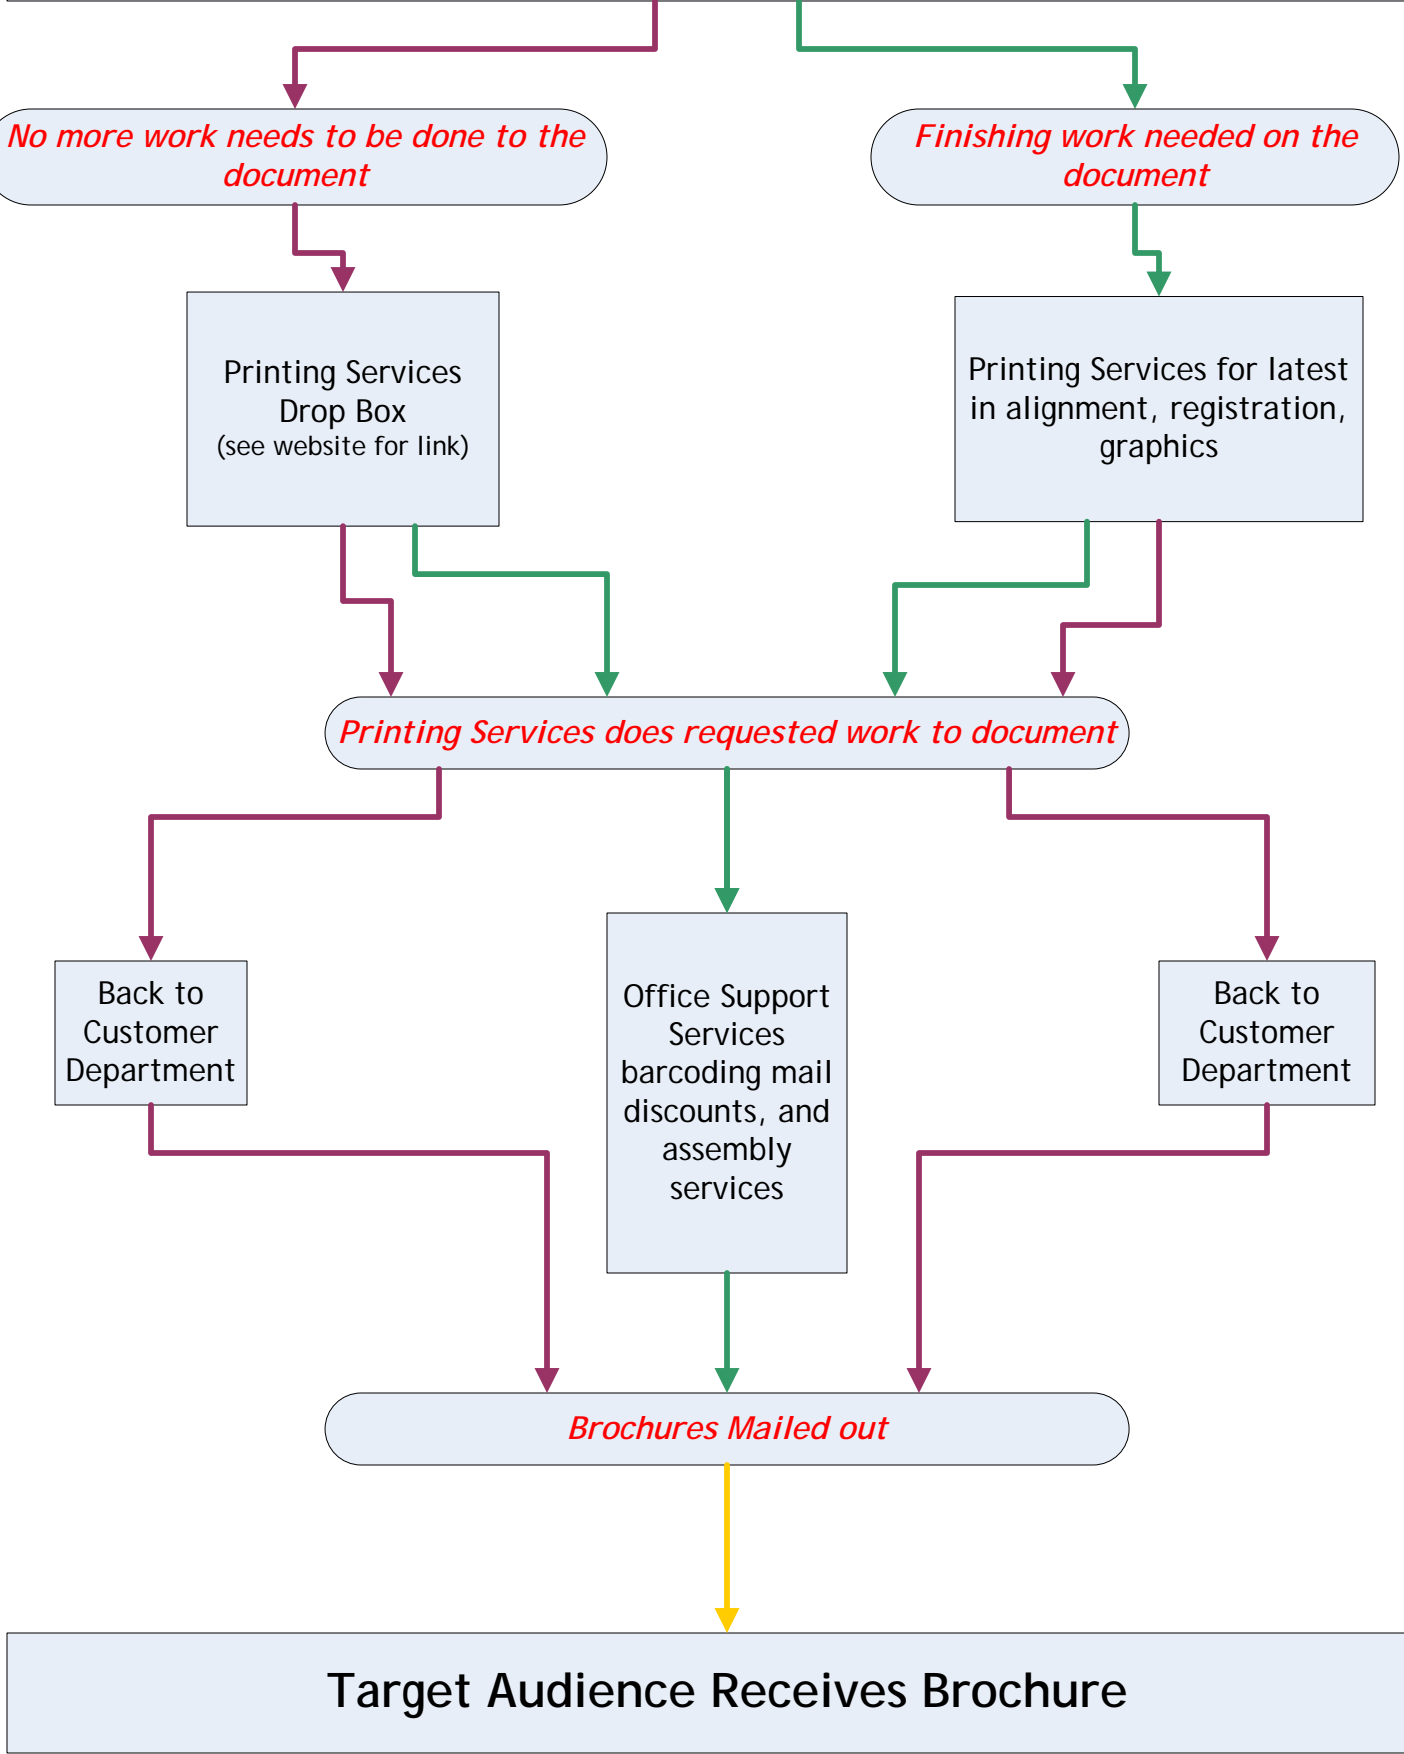 No more work needs to be done to the
document
Finishing work needed on the
document
Printing Services
Drop Box
(see website for link)
Printing Services for latest
in alignment, registration,
graphics
Printing Services does requested work to document
Back to
Customer
Department
Office Support
Services
barcoding mail
discounts, and
assembly
services
Back to
Customer
Department
Brochures Mailed out
Target Audience Receives Brochure